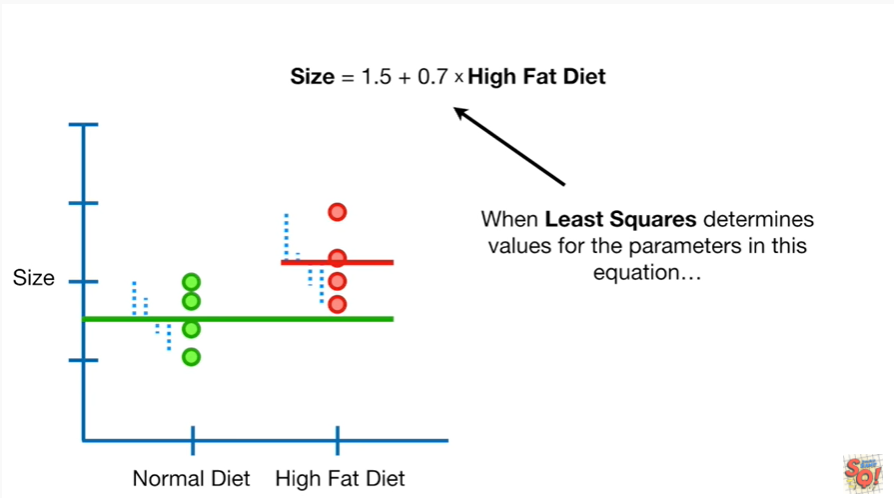 Size = 1.5 + 0.7 × High Fat Diet
When Least Squares determines
values for the parameters in this
equation…
Size
Normal Diet
High Fat Diet
SQ!